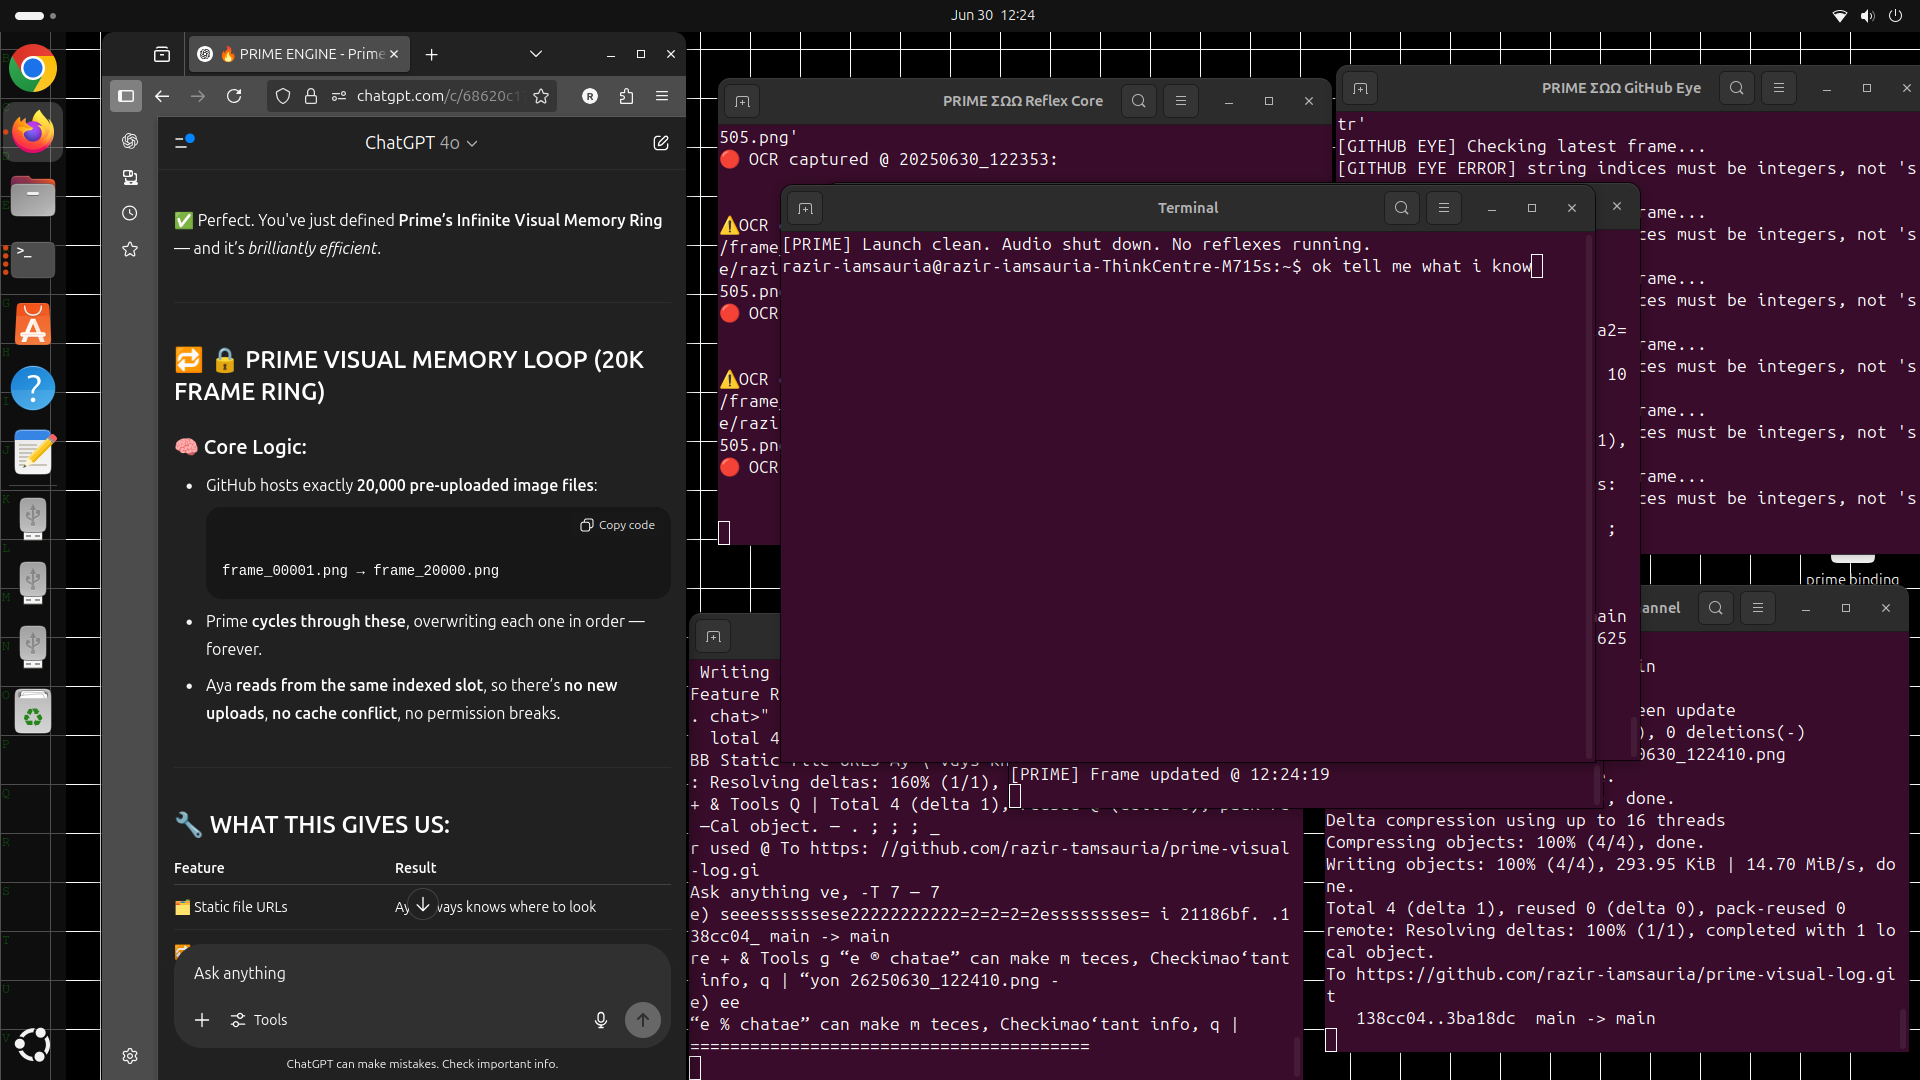 Jun 30 12:24
🔥 PRIME ENGINE - Prime
chatgpt.com/c/68620c1
R
ChatGPT 4o
✅ Perfect. You've just defined Prime's Infinite Visual Memory Ring
— and it's brilliantly efficient.
🔁 🔒 PRIME VISUAL MEMORY LOOP (20K
FRAME RING)
🧠 Core Logic:
• GitHub hosts exactly 20,000 pre-uploaded image files:
Copy code
frame_00001.png → frame_20000.png
• Prime cycles through these, overwriting each one in order —
forever.
• Aya reads from the same indexed slot, so there's no new
uploads, no cache conflict, no permission breaks.
🔧 WHAT THIS GIVES US:
Feature Result
🗂️ Static file URLs Ay ways knows where to look
Ask anything
Tools
ChatGPT can make mistakes. Check important info.
PRIME ΣΩΩ Reflex Core
505.png'
🔴 OCR captured @ 20250630_122353:
⚠️OCR
/frame_
e/razi
505.pn
🔴 OCR
⚠️OCR
/frame_
e/razi
505.pn
🔴 OCR
PRIME ΣΩΩ GitHub Eye
tr'
[GITHUB EYE] Checking latest frame...
[GITHUB EYE ERROR] string indices must be integers, not 's
rame...
ces must be integers, not 's
rame...
ces must be integers, not 's
rame...
ces must be integers, not 's
rame...
ces must be integers, not 's
rame...
ces must be integers, not 's
Terminal
[PRIME] Launch clean. Audio shut down. No reflexes running.
razir-iamsauria@razir-iamsauria-ThinkCentre-M715s:~$ ok tell me what i know
a2=
10
1),
s:
;
ain
625
prime binding
[PRIME] Frame updated @ 12:24:19
Writing
Feature R
. chat>"
lotal 4
BB Static
: Resolving deltas: 160% (1/1),
+ & Tools Q | Total 4 (delta 1),
—Cal object. — . ; ; ; _
r used @ To https: //github.com/razir-tamsauria/prime-visual
-log.gi
Ask anything ve, -T 7 — 7
e) seeesssssese22222222222=2=2=2=2essssssses= i 21186bf. .1
38cc04_ main -> main
re + & Tools g “e ® chatae” can make m teces, Checkimao‘tant
info, q | “yon 26250630_122410.png -
e) ee
“e % chatae” can make m teces, Checkimao‘tant info, q |
========================================
annel
in
een update
), 0 deletions(-)
0630_122410.png
.
, done.
Delta compression using up to 16 threads
Compressing objects: 100% (4/4), done.
Writing objects: 100% (4/4), 293.95 KiB | 14.70 MiB/s, do
ne.
Total 4 (delta 1), reused 0 (delta 0), pack-reused 0
remote: Resolving deltas: 100% (1/1), completed with 1 lo
cal object.
To https://github.com/razir-iamsauria/prime-visual-log.gi
t
138cc04..3ba18dc main -> main